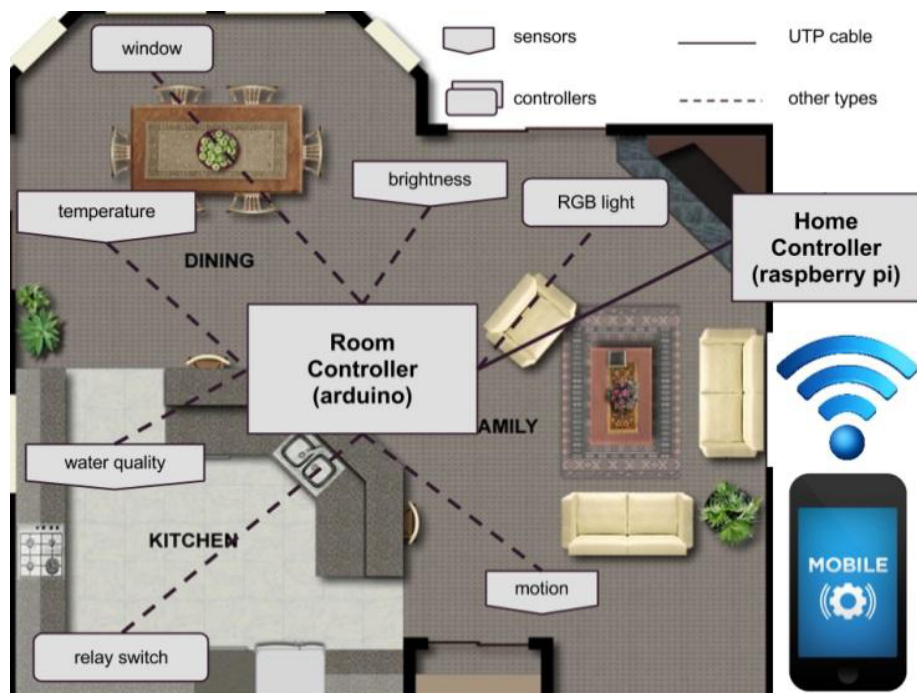 window
sensors
UTP cable
controllers
other types
brightness
temperature
RGB light
Home
Controller
(raspberry pi)
DINING
Room
Controller
(arduino)
AMILY
water quality
KITCHEN
MOBILE
motion
relay switch